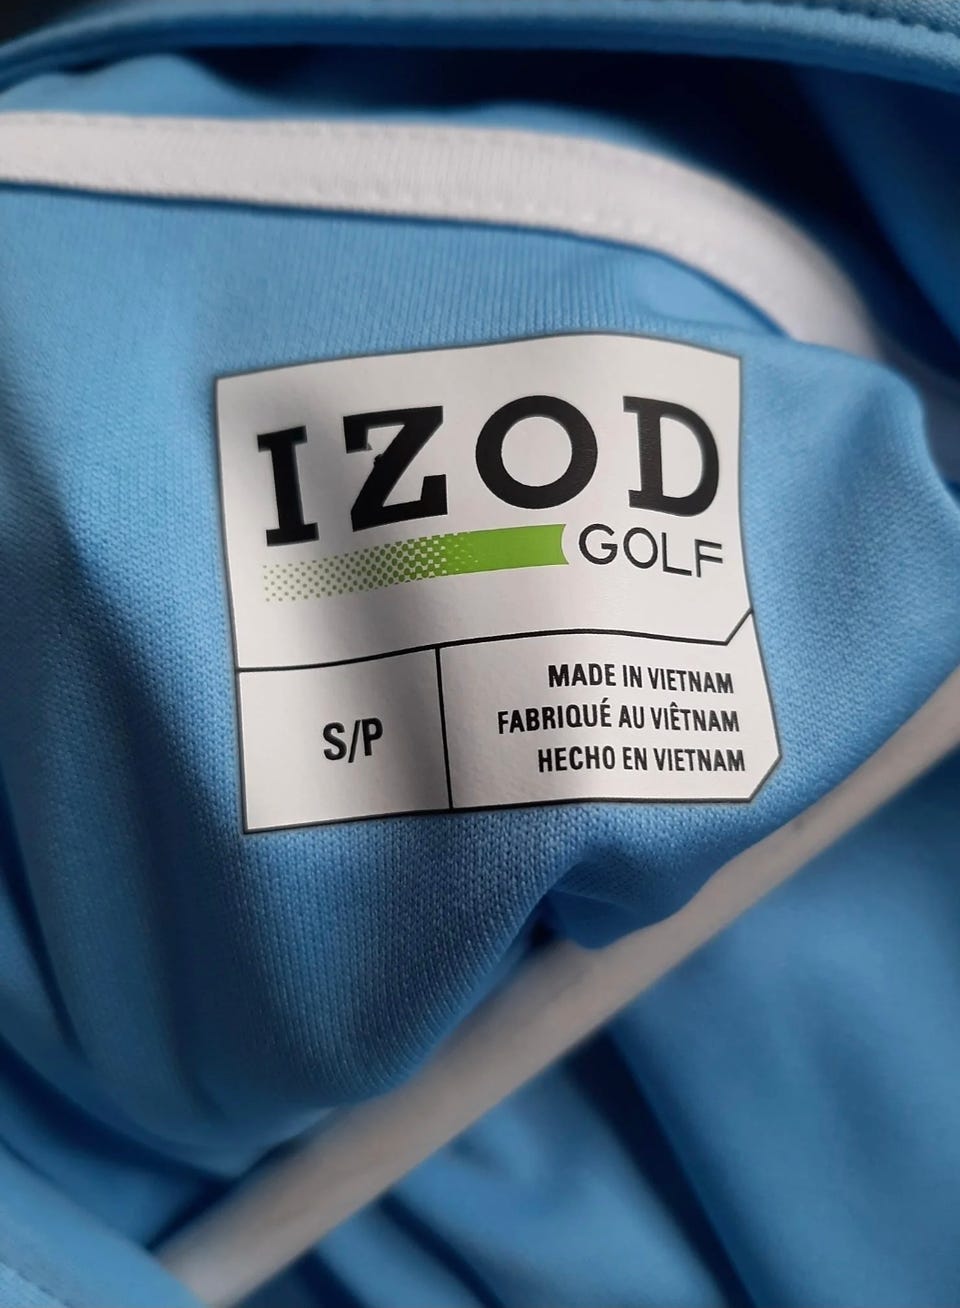 IZOD
GOLF
S/P
MADE IN VIETNAM
FABRIQUÉ AU VIÊTNAM
HECHO EN VIETNAM